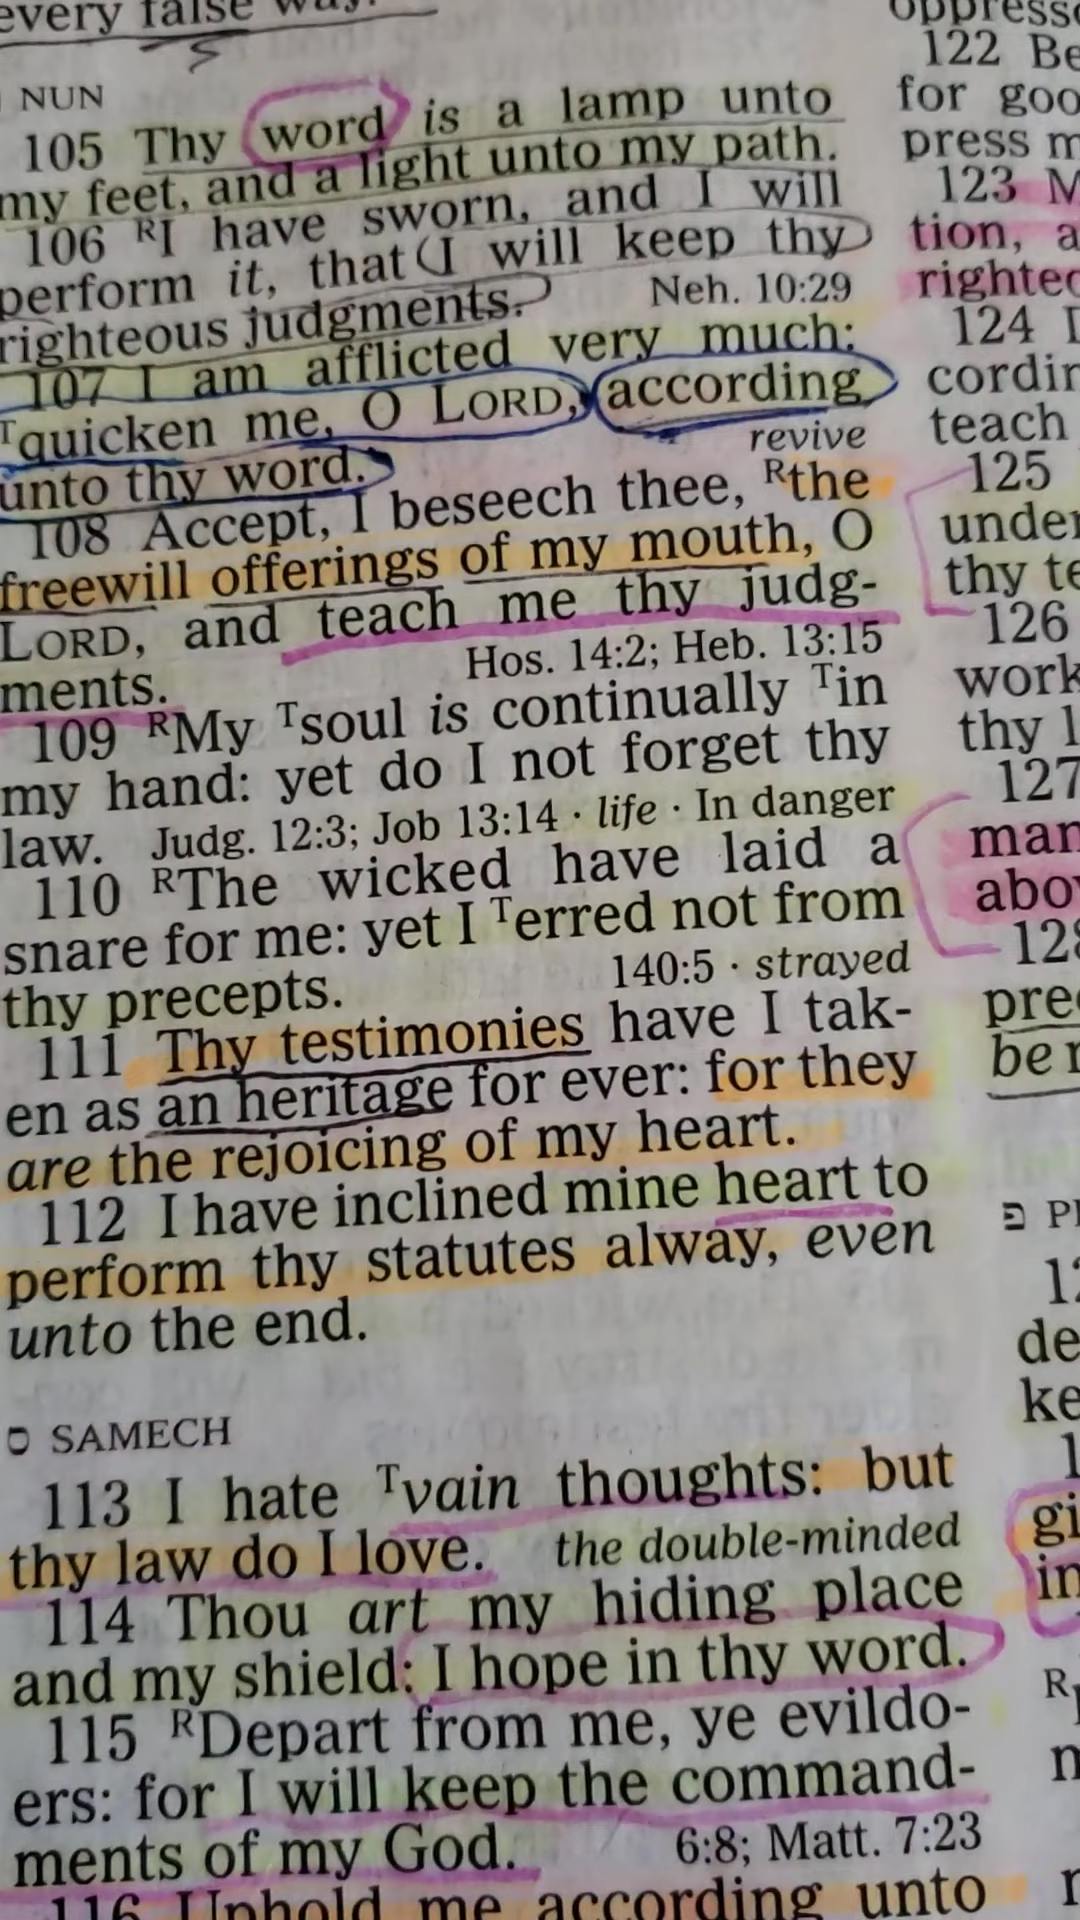 every false way.
NUN
105 Thy word is a lamp unto
my feet, and a light unto my path.
106 ᴿI have sworn, and I will
perform it, that I will keep thy
righteous judgments. Neh. 10:29
107 I am afflicted very much:
ᵀquicken me, O LORD, according
revive
unto thy word.
108 Accept, I beseech thee, ᴿthe
freewill offerings of my mouth, O
LORD, and teach me thy judg-
Hos. 14:2; Heb. 13:15
ments.
109 ᴿMy ᵀsoul is continually ᵀin
my hand: yet do I not forget thy
law. Judg. 12:3; Job 13:14 · life · In danger
110 ᴿThe wicked have laid a
snare for me: yet I ᵀerred not from
thy precepts. 140:5 · strayed
111 Thy testimonies have I tak-
en as an heritage for ever: for they
are the rejoicing of my heart.
112 I have inclined mine heart to
perform thy statutes alway, even
unto the end.
ס SAMECH
113 I hate ᵀvain thoughts: but
thy law do I love. the double-minded
114 Thou art my hiding place
and my shield: I hope in thy word.
115 ᴿDepart from me, ye evildo-
ers: for I will keep the command-
ments of my God. 6:8; Matt. 7:23
116 Uphold me according unto
122 Be
for goo
press m
123 M
tion, a
righteo
124
cordin
teach
125
under
thy te
126
work
thy l
127
man
abov
128
prec
be r
פ
de
ke
gi
in